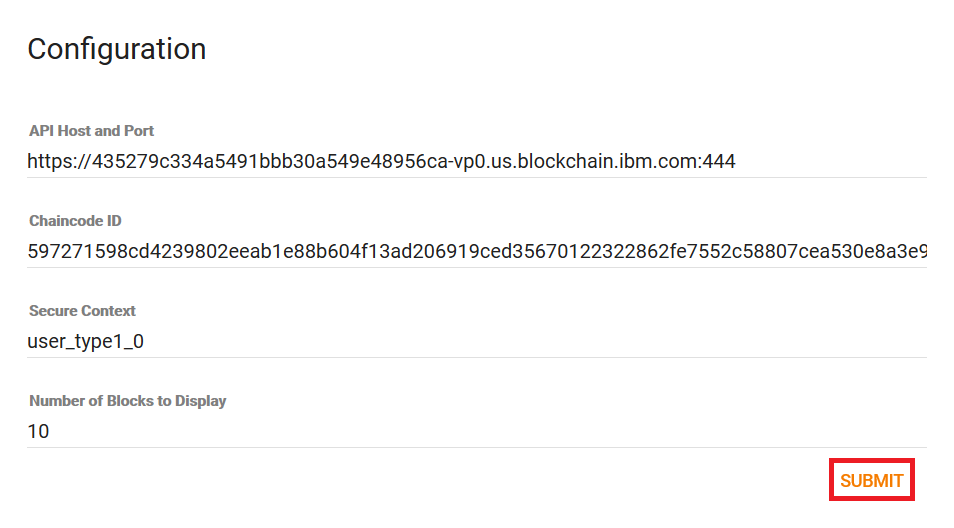 Configuration
API Host and Port
https://435279c334a5491bbb30a549e48956ca-vp0.us.blockchain.ibm.com:444
Chaincode ID
597271598cd4239802eeab1e88b604f13ad206919ced35670122322862fe7552c58807cea530e8a3e9
Secure Context
user_type1_0
Number of Blocks to Display
10
SUBMIT